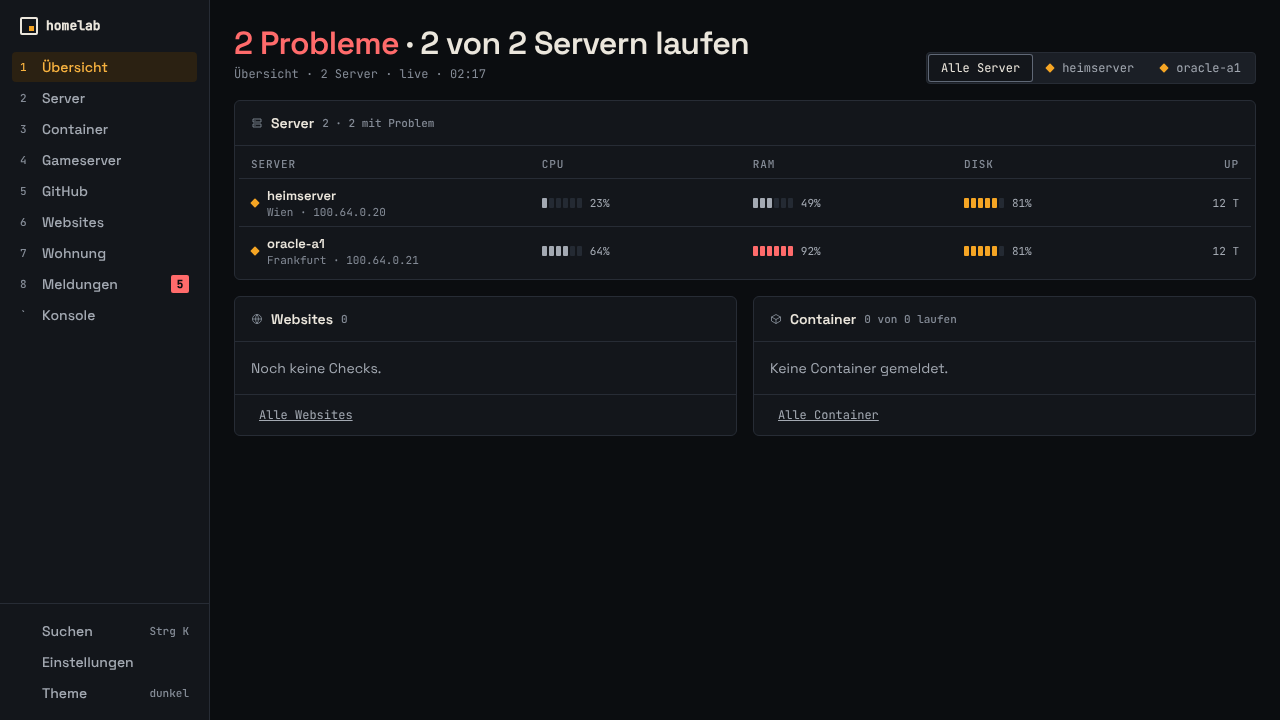 homelab
1 Übersicht
2 Server
3 Container
4 Gameserver
5 GitHub
6 Websites
7 Wohnung
8 Meldungen 5
` Konsole
Suchen Strg K
Einstellungen
Theme dunkel
2 Probleme · 2 von 2 Servern laufen
Übersicht · 2 Server · live · 02:17
Alle Server heimserver oracle-a1
Server 2 · 2 mit Problem
SERVER CPU RAM DISK UP
heimserver
Wien · 100.64.0.20
23% 49% 81% 12 T
oracle-a1
Frankfurt · 100.64.0.21
64% 92% 81% 12 T
Websites 0
Noch keine Checks.
Alle Websites
Container 0 von 0 laufen
Keine Container gemeldet.
Alle Container